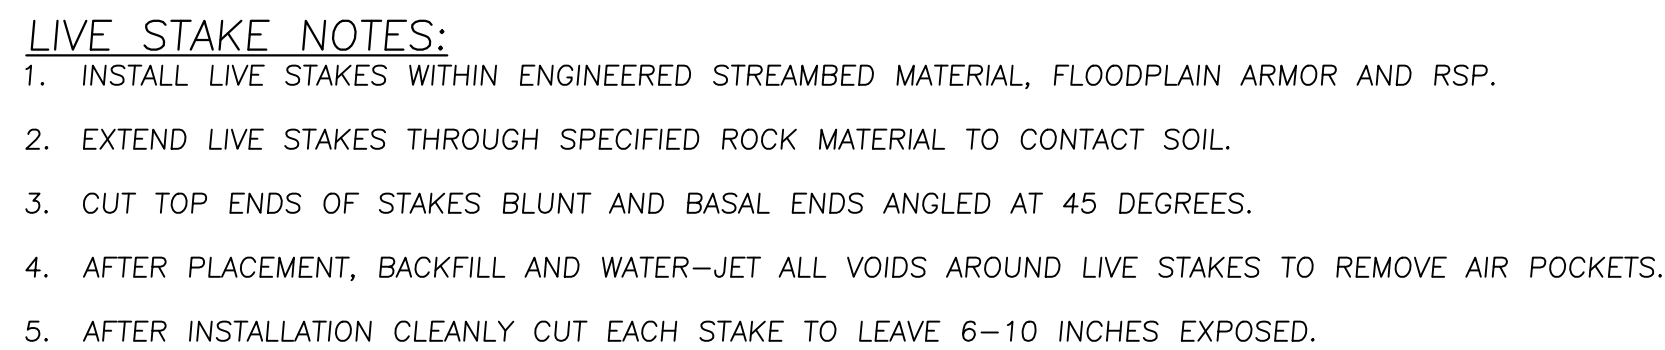 LIVE STAKE NOTES:
1. INSTALL LIVE STAKES WITHIN ENGINEERED STREAMBED MATERIAL, FLOODPLAIN ARMOR AND RSP.
2. EXTEND LIVE STAKES THROUGH SPECIFIED ROCK MATERIAL TO CONTACT SOIL.
3. CUT TOP ENDS OF STAKES BLUNT AND BASAL ENDS ANGLED AT 45 DEGREES.
4. AFTER PLACEMENT, BACKFILL AND WATER–JET ALL VOIDS AROUND LIVE STAKES TO REMOVE AIR POCKETS.
5. AFTER INSTALLATION CLEANLY CUT EACH STAKE TO LEAVE 6–10 INCHES EXPOSED.